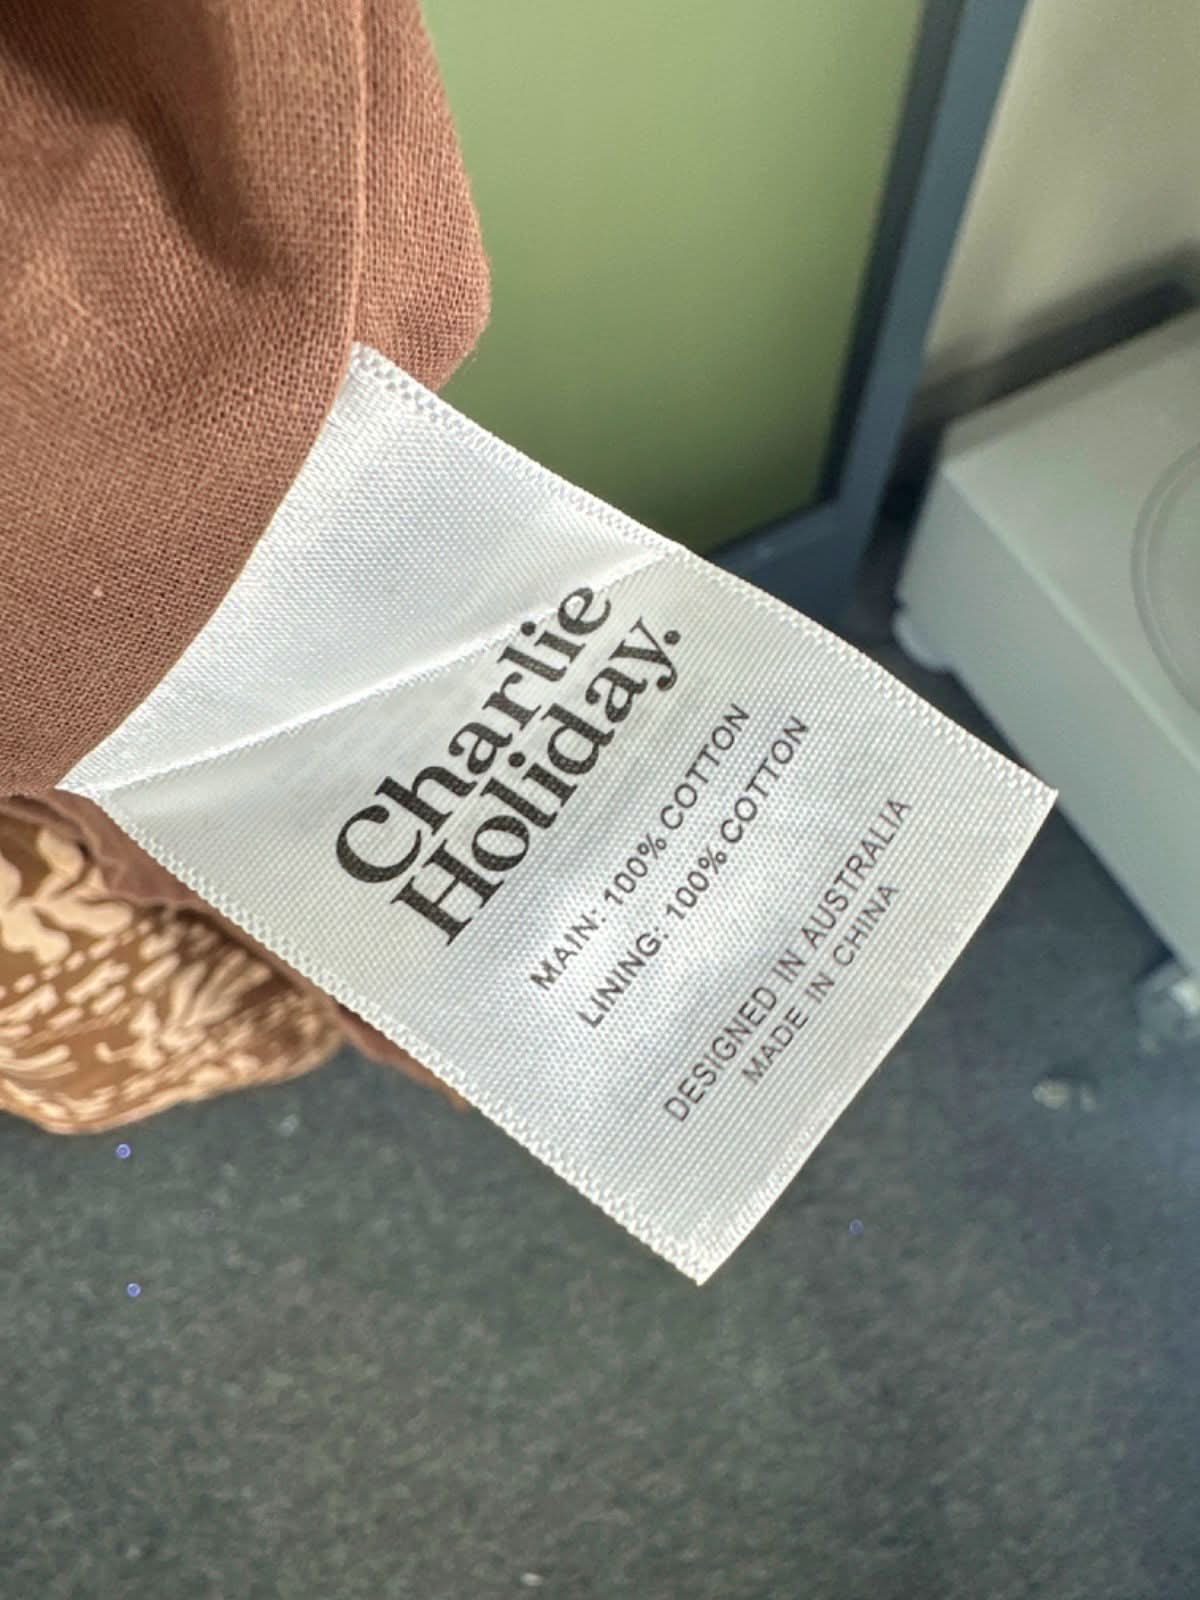 Charlie
Holiday.
MAIN: 100% COTTON
LINING: 100% COTTON
DESIGNED IN AUSTRALIA
MADE IN CHINA